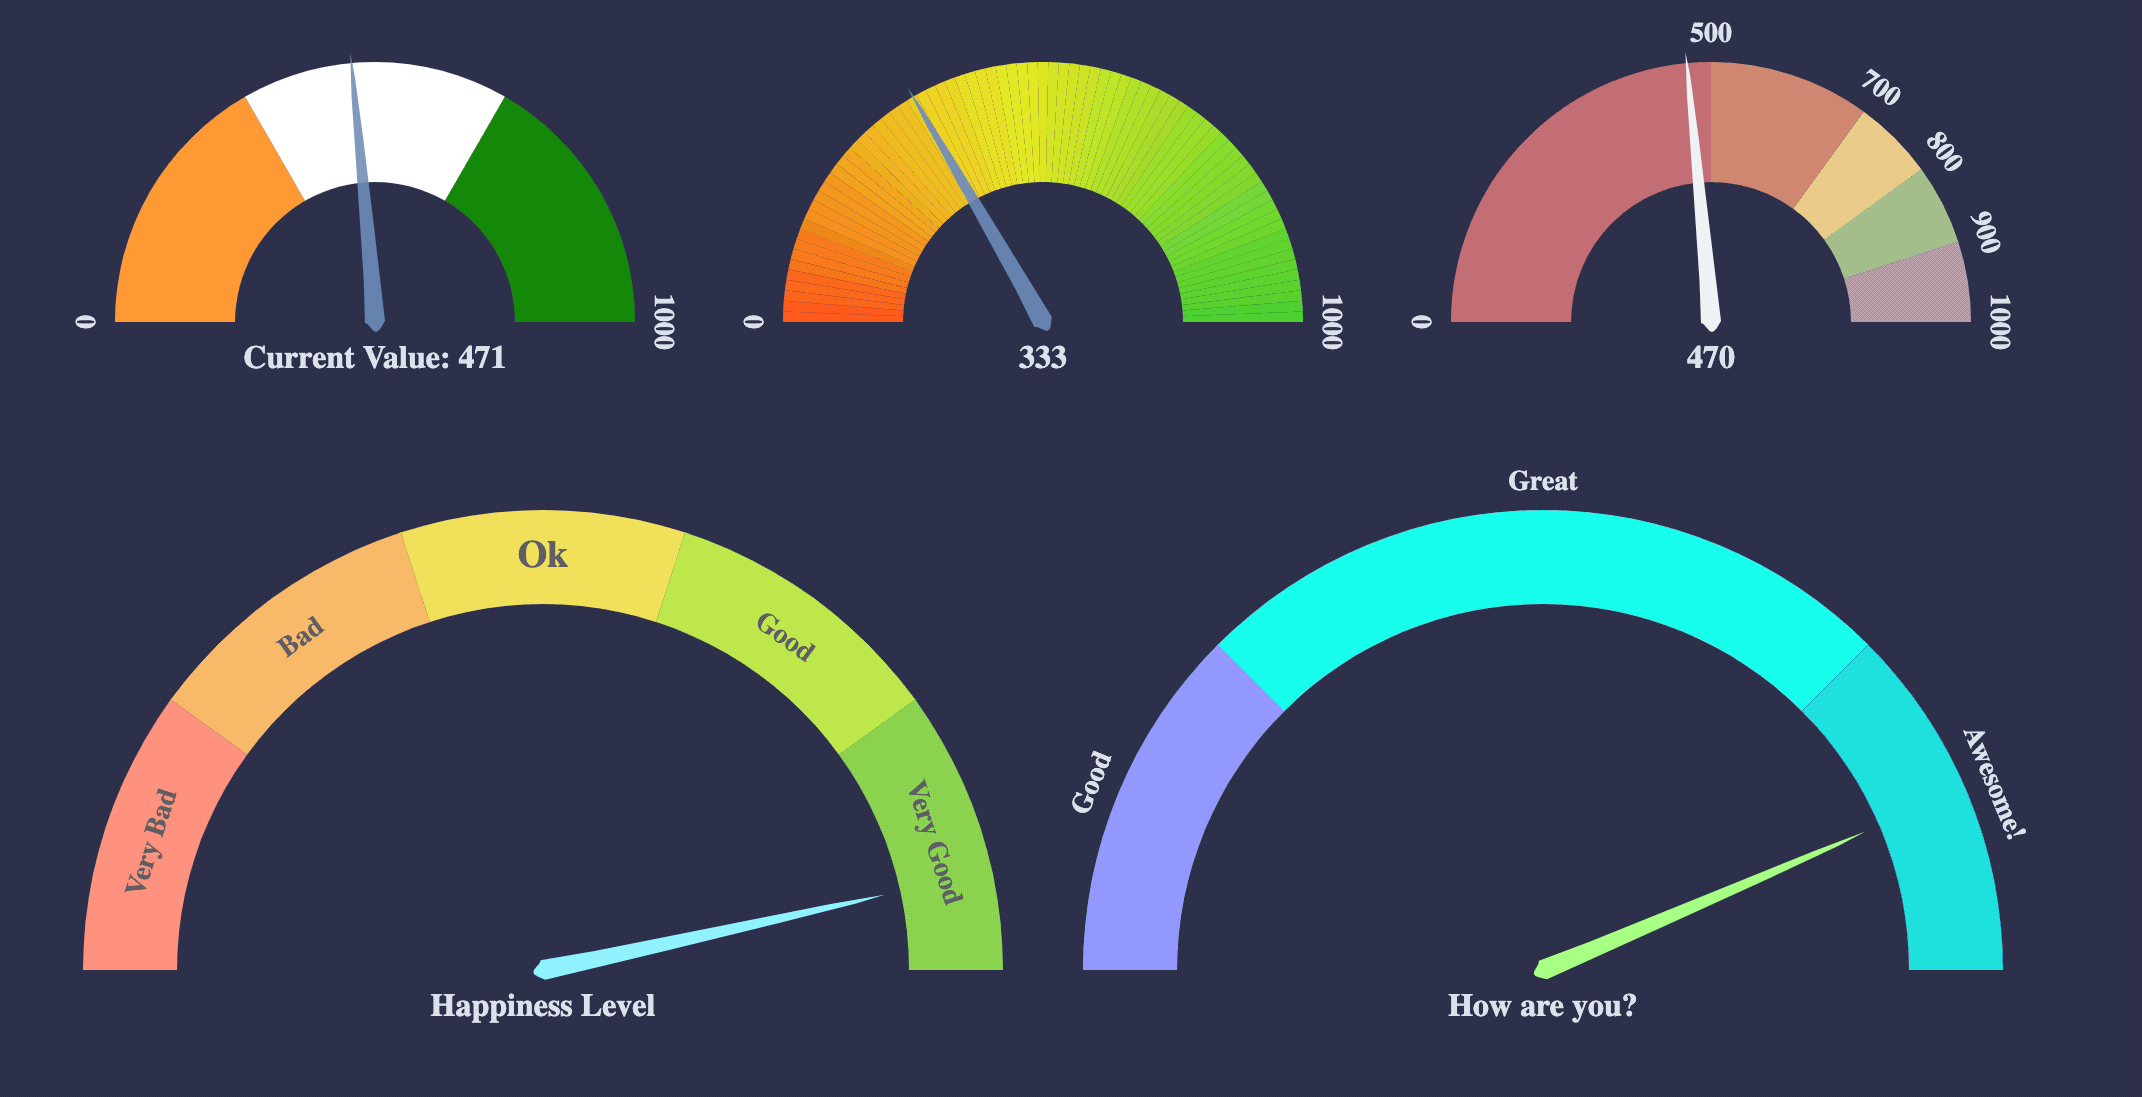 0
1000
Current Value: 471
0
1000
333
0
500
700
800
900
1000
470
Very Bad
Bad
Ok
Good
Very Good
Happiness Level
Good
Great
Awesome!
How are you?